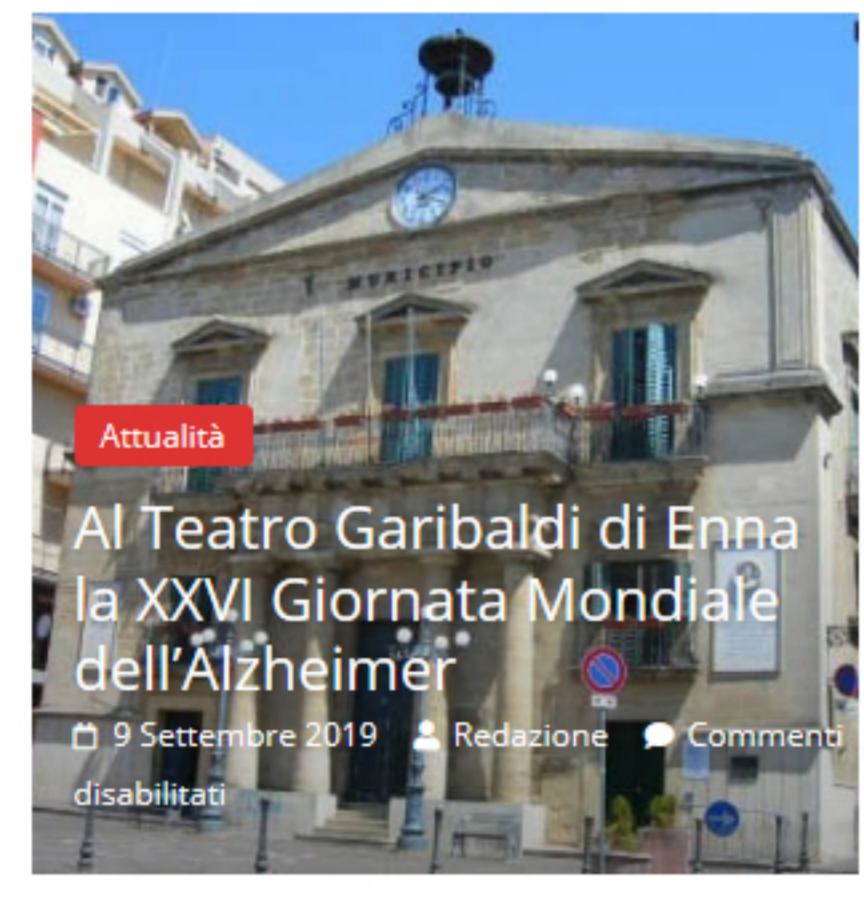 MUNICIPIO
Attualità
Al Teatro Garibaldi di Enna
la XXVI Giornata Mondiale
dell'Alzheimer
9 Settembre 2019 Redazione Commenti
disabilitati